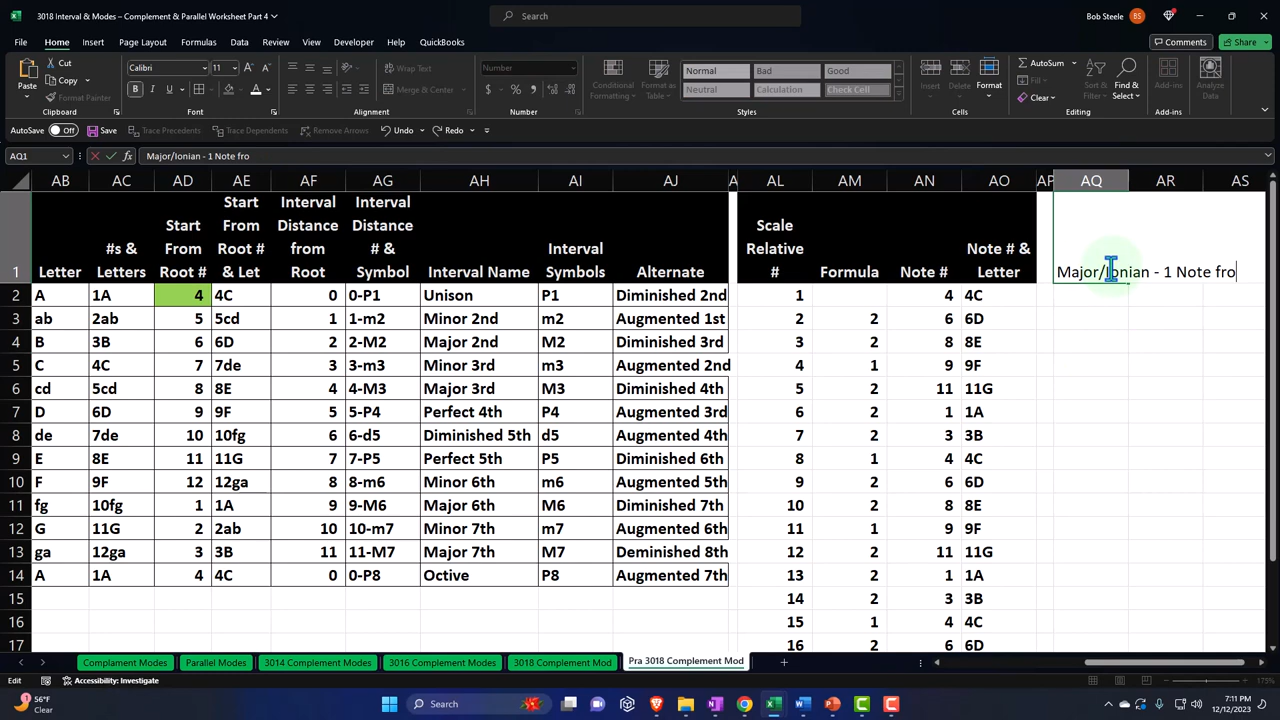 3018 Interval & Modes – Complement & Parallel Worksheet Part 4
Search
Bob Steele BS
File Home Insert Page Layout Formulas Data Review View Developer Help QuickBooks Comments Share
Paste Cut Copy Format Painter Clipboard
Calibri 11 Font
Wrap Text Merge & Center Alignment
Number Number
Conditional Formatting Format as Table
Normal Bad Good
Neutral Calculation Check Cell
Styles
Insert Delete Format Cells
AutoSum Fill Clear Sort & Filter Find & Select Editing
Analyze Data Analysis
AutoSave Off Save Trace Precedents Trace Dependents Remove Arrows Undo Redo
AQ1 Major/Ionian - 1 Note fro
AB AC AD AE AF AG AH AI AJ A AL AM AN AO AP AQ AR AS
1 Letter #s & Letters Start From Root # Start From Root # & Let Interval Distance from Root Interval Distance # & Symbol Interval Name Interval Symbols Alternate Scale Relative # Formula Note # Note # & Letter Major/Ionian - 1 Note fro
2 A 1A 4 4C 0 0-P1 Unison P1 Diminished 2nd 1 4 4C
3 ab 2ab 5 5cd 1 1-m2 Minor 2nd m2 Augmented 1st 2 2 6 6D
4 B 3B 6 6D 2 2-M2 Major 2nd M2 Diminished 3rd 3 2 8 8E
5 C 4C 7 7de 3 3-m3 Minor 3rd m3 Augmented 2nd 4 1 9 9F
6 cd 5cd 8 8E 4 4-M3 Major 3rd M3 Diminished 4th 5 2 11 11G
7 D 6D 9 9F 5 5-P4 Perfect 4th P4 Augmented 3rd 6 2 1 1A
8 de 7de 10 10fg 6 6-d5 Diminished 5th d5 Augmented 4th 7 2 3 3B
9 E 8E 11 11G 7 7-P5 Perfect 5th P5 Diminished 6th 8 1 4 4C
10 F 9F 12 12ga 8 8-m6 Minor 6th m6 Augmented 5th 9 2 6 6D
11 fg 10fg 1 1A 9 9-M6 Major 6th M6 Diminished 7th 10 2 8 8E
12 G 11G 2 2ab 10 10-m7 Minor 7th m7 Augmented 6th 11 1 9 9F
13 ga 12ga 3 3B 11 11-M7 Major 7th M7 Deminished 8th 12 2 11 11G
14 A 1A 4 4C 0 0-P8 Octive P8 Augmented 7th 13 2 1 1A
15 14 2 3 3B
16 15 1 4 4C
17 16 2 6 6D
Complament Modes Parallel Modes 3014 Complement Modes 3016 Complement Modes 3018 Complement Mod Pra 3018 Complement Mod
Edit Accessibility: Investigate 175%
56°F
Clear
Search
7:11 PM
12/12/2023